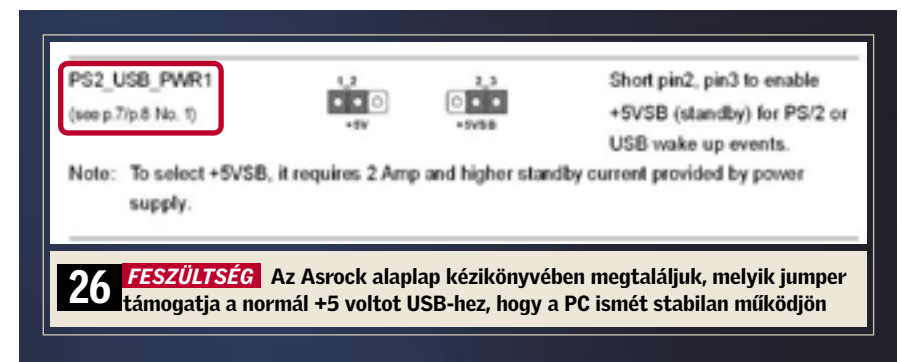 PS2_USB_PWR1
(see p.7/p.8 No. 1)
1_2
+5V
2_3
+5VSB
Short pin2, pin3 to enable
+5VSB (standby) for PS/2 or
USB wake up events.
Note: To select +5VSB, it requires 2 Amp and higher standby current provided by power
supply.
26 FESZÜLTSÉG Az Asrock alaplap kézikönyvében megtaláljuk, melyik jumper
támogatja a normál +5 voltot USB-hez, hogy a PC ismét stabilan működjön